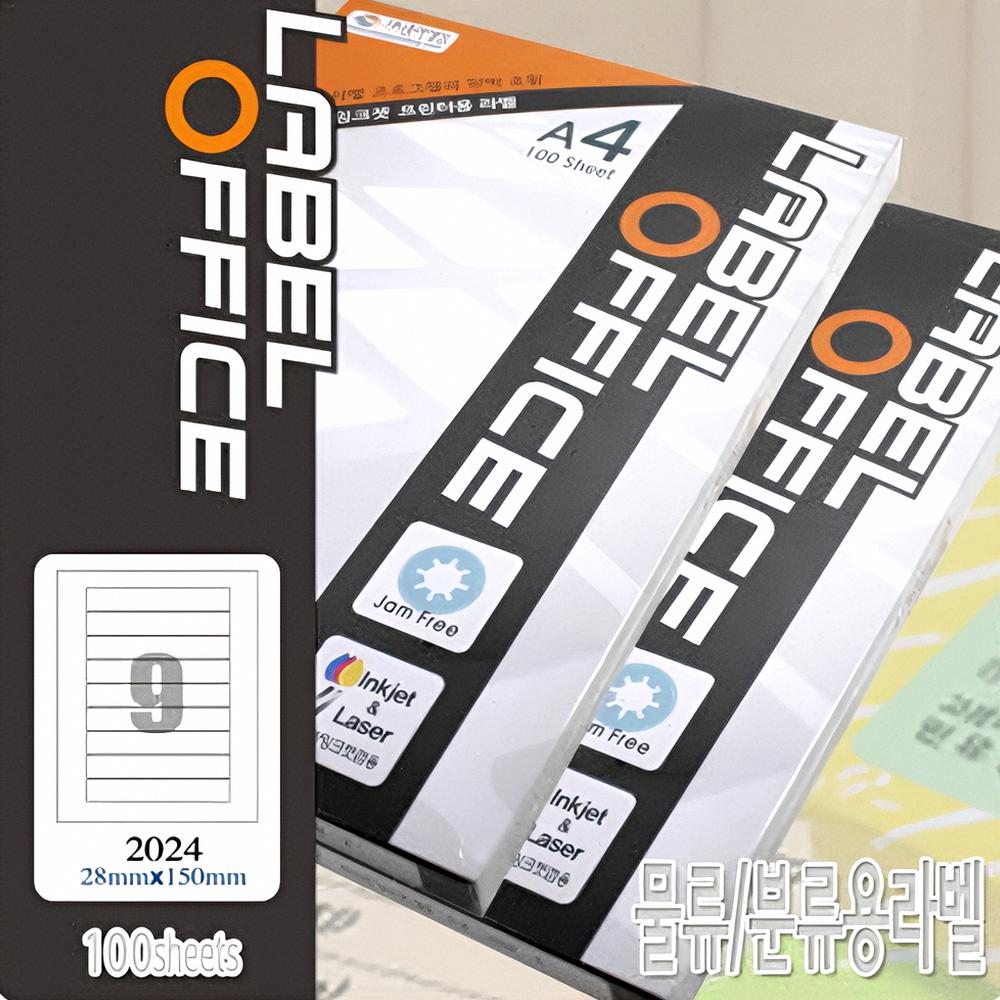 LABEL
OFFICE
9
2024
28mmx150mm
100sheets
A4
100 Sheet
LABEL
OFFICE
Jam Free
Inkjet
&
Laser
LABEL
OFFICE
m Free
Inkjet
&
Laser
물류/분류용라벨